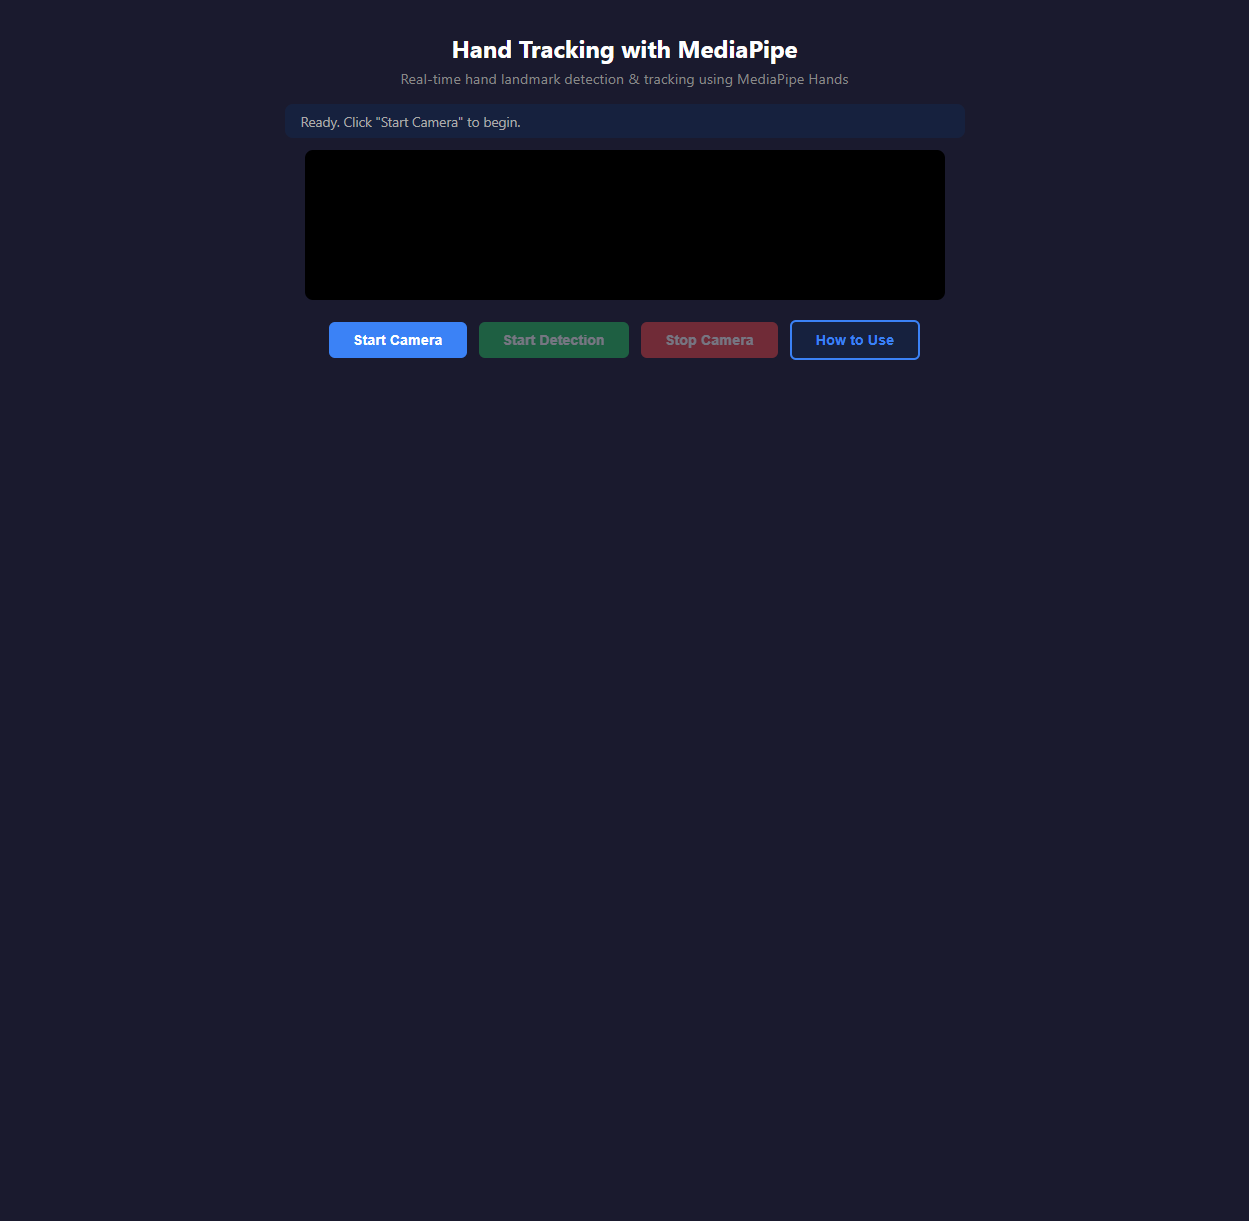 Hand Tracking with MediaPipe
Real-time hand landmark detection & tracking using MediaPipe Hands
Ready. Click "Start Camera" to begin.
Start Camera
Start Detection
Stop Camera
How to Use